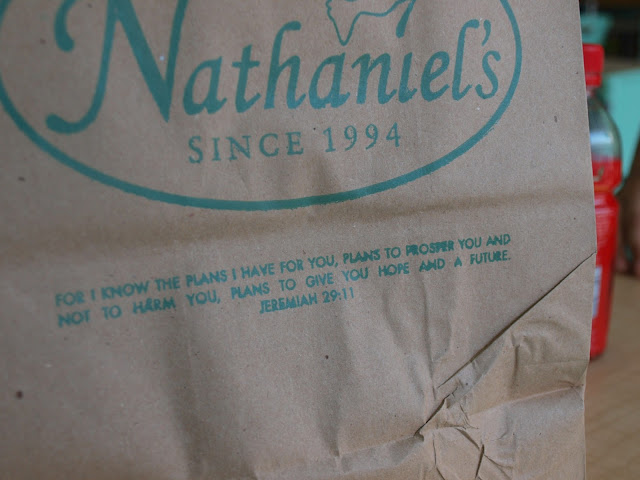 Nathaniel's
SINCE 1994
FOR I KNOW THE PLANS I HAVE FOR YOU, PLANS TO PROSPER YOU AND
NOT TO HARM YOU, PLANS TO GIVE YOU HOPE AND A FUTURE.
JEREMIAH 29:11